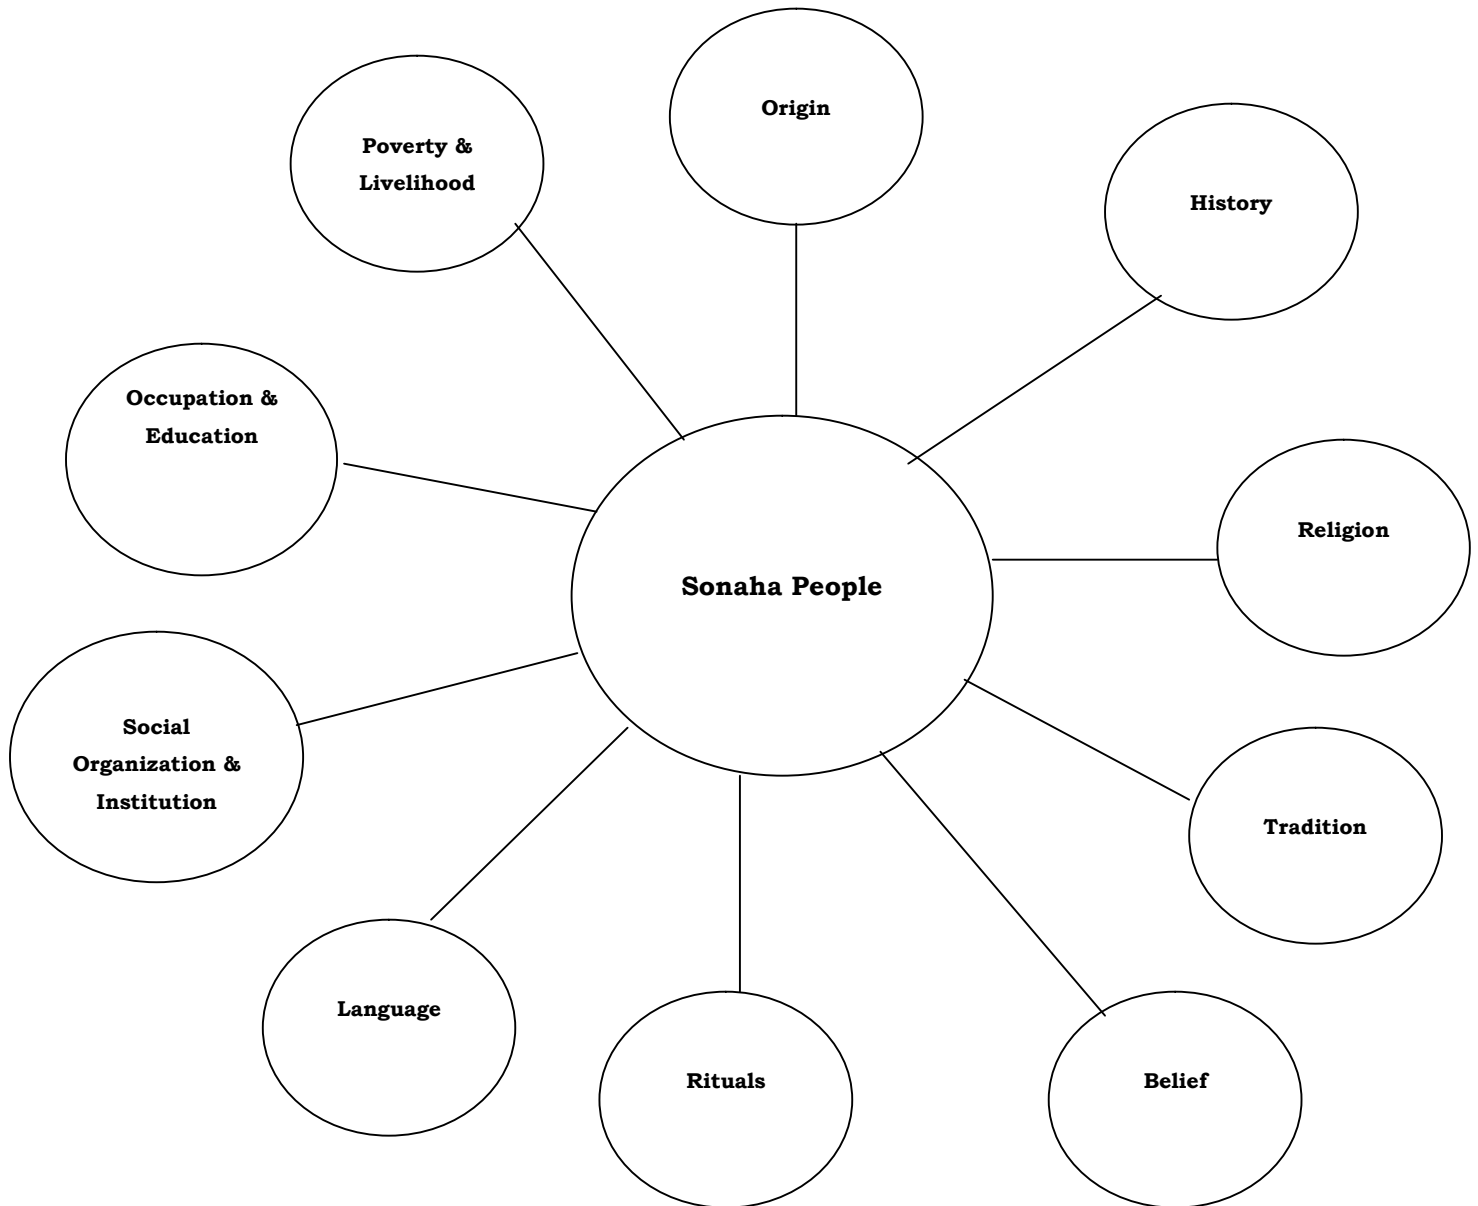 Origin
Poverty &
Livelihood
History
Occupation &
Education
Religion
Sonaha People
Social
Organization &
Institution
Tradition
Language
Rituals
Belief